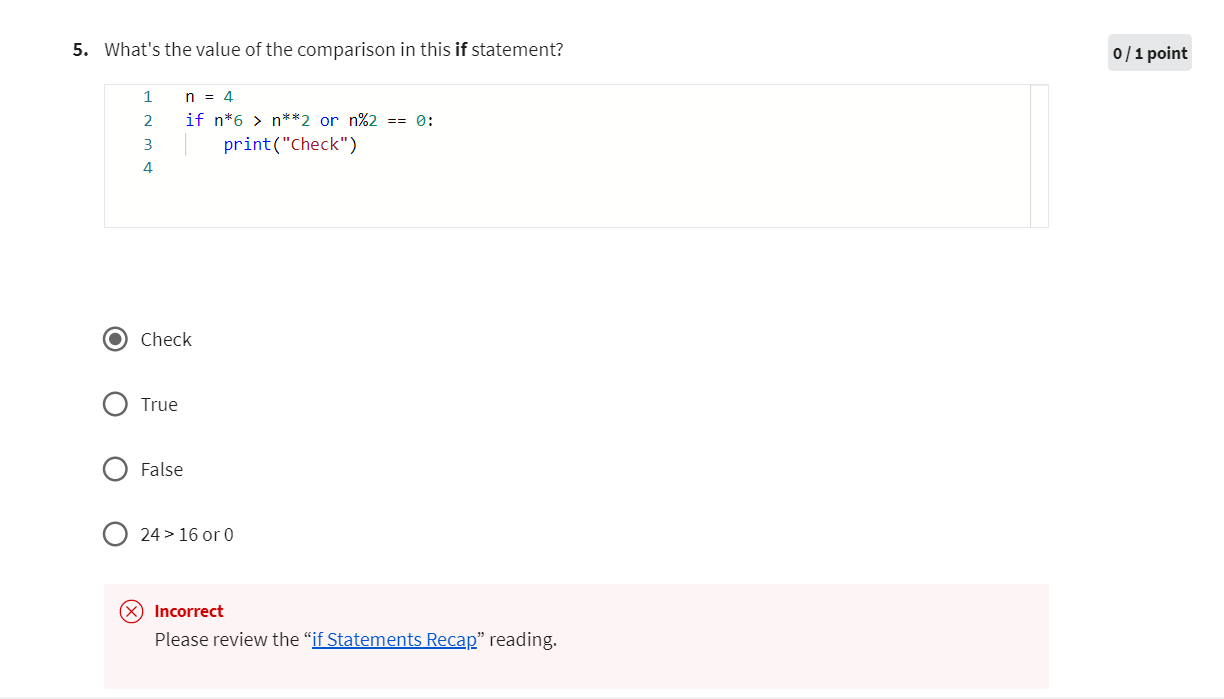 5. What's the value of the comparison in this if statement?
0 / 1 point
1 n = 4
2 if n*6 > n**2 or n%2 == 0:
3     print("Check")
4
Check
True
False
24 > 16 or 0
Incorrect
Please review the “if Statements Recap” reading.